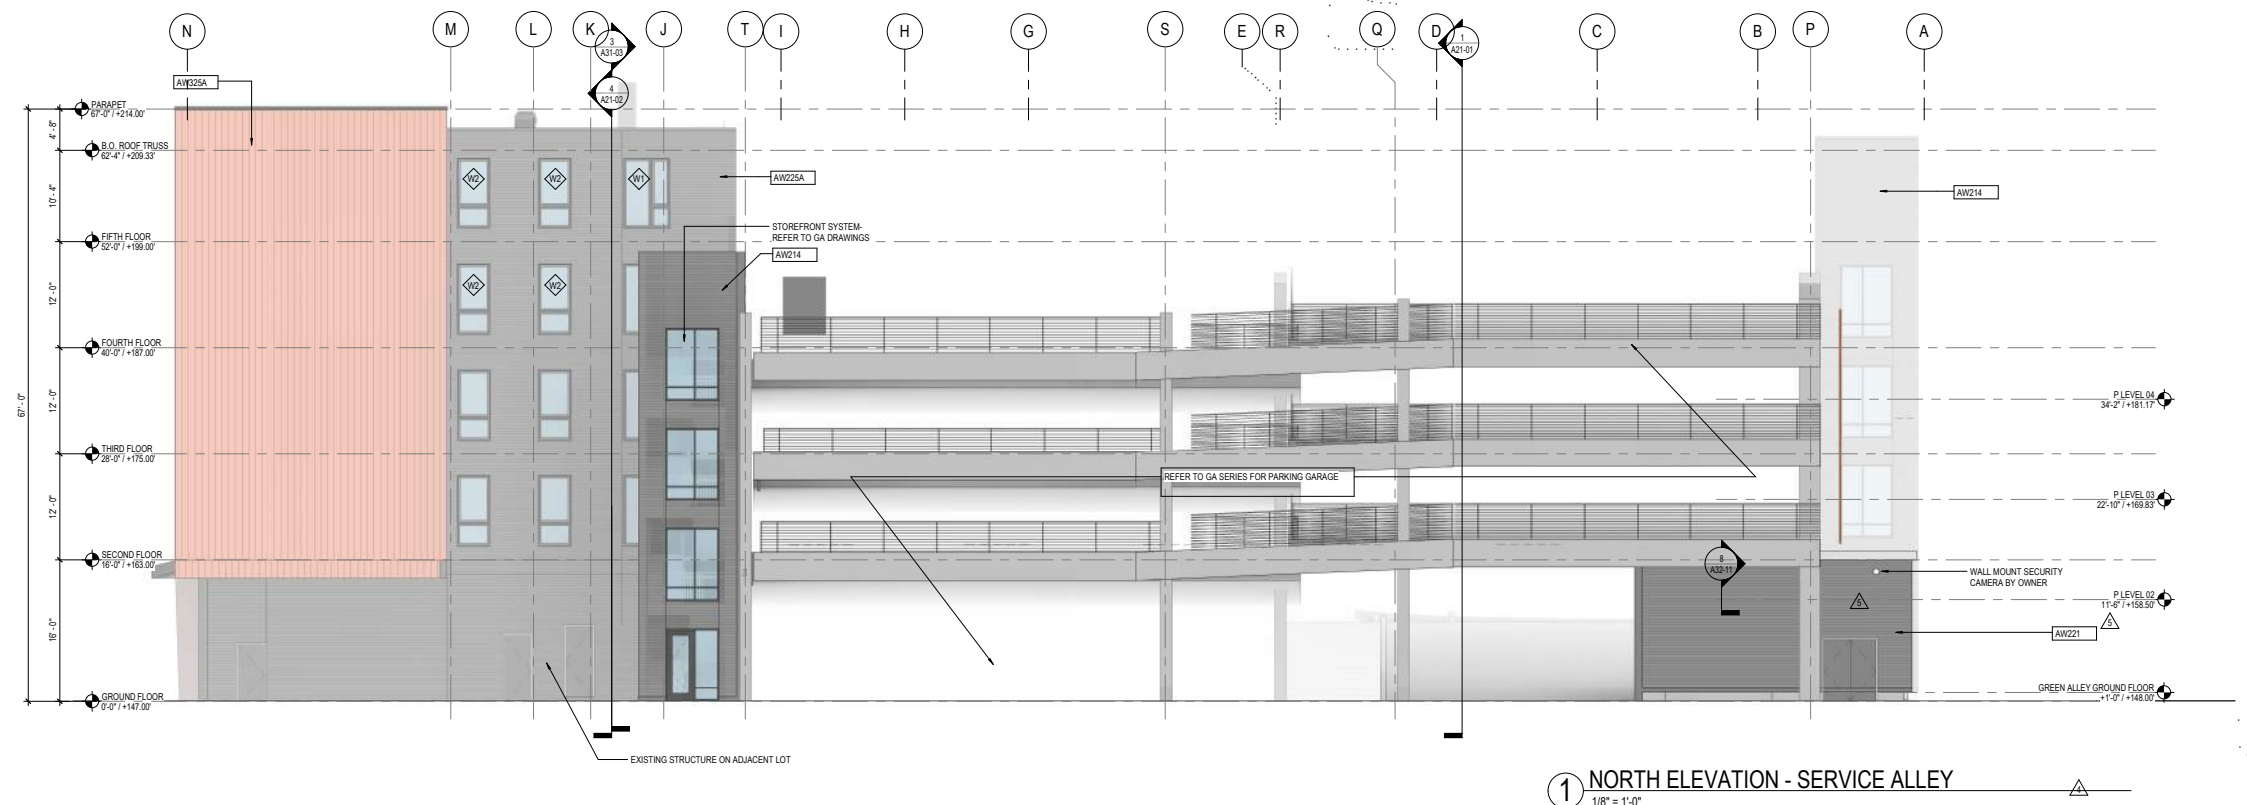 N
M
L
K
J
T
I
H
G
S
E
R
Q
D
C
B
P
A
3
A31-03
4
A21-02
1
A21-01
AW325A
PARAPET
67'-0" / +214.00'
4' - 8"
B.O. ROOF TRUSS
62'-4" / +209.33'
10' - 4"
W2
W2
W1
AW225A
AW214
STOREFRONT SYSTEM-
REFER TO GA DRAWINGS
AW214
FIFTH FLOOR
52'-0" / +199.00'
12' - 0"
W2
W2
FOURTH FLOOR
40'-0" / +187.00'
67' - 0"
12' - 0"
P LEVEL 04
34'-2" / +181.17'
THIRD FLOOR
28'-0" / +175.00'
REFER TO GA SERIES FOR PARKING GARAGE
12' - 0"
P LEVEL 03
22'-10" / +169.83'
SECOND FLOOR
16'-0" / +163.00'
8
A32-11
WALL MOUNT SECURITY
CAMERA BY OWNER
P LEVEL 02
11'-6" / +158.50'
5
5
16' - 0"
AW221
GROUND FLOOR
0'-0" / +147.00'
GREEN ALLEY GROUND FLOOR
+1'-0" / +148.00'
EXISTING STRUCTURE ON ADJACENT LOT
1
NORTH ELEVATION - SERVICE ALLEY
4
1/8" = 1'-0"